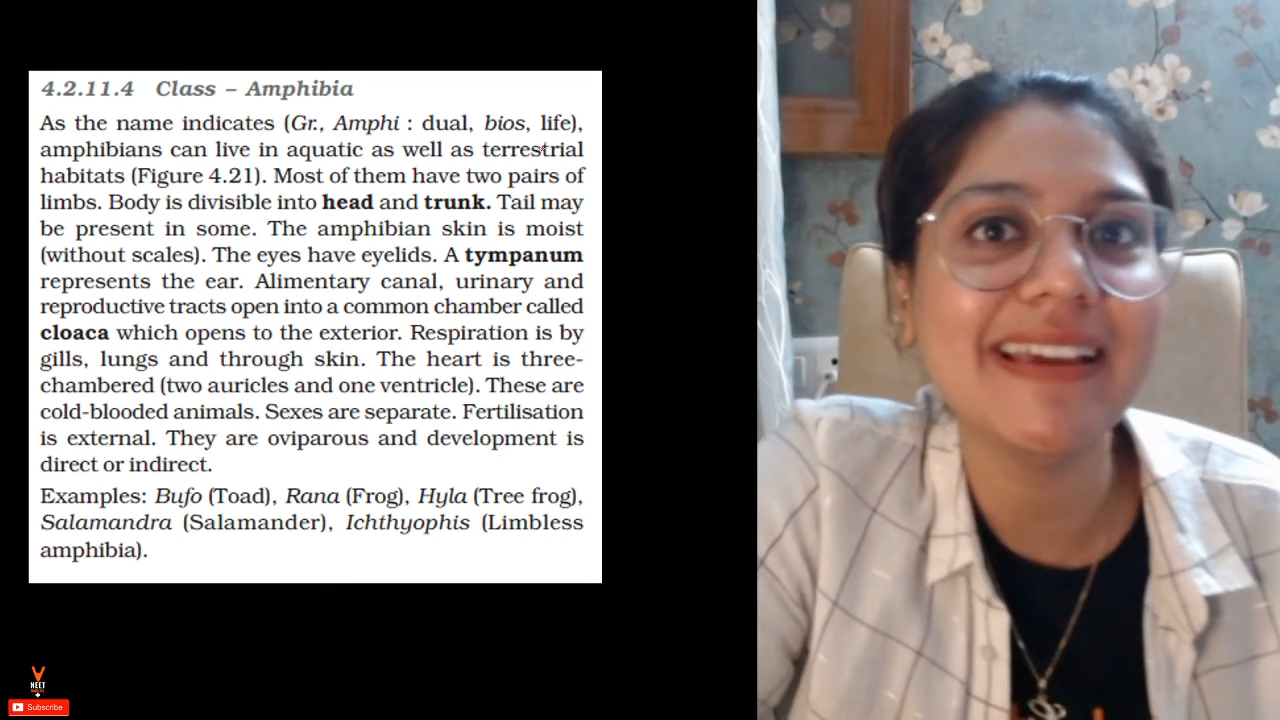 4.2.11.4 Class – Amphibia
As the name indicates (Gr., Amphi : dual, bios, life),
amphibians can live in aquatic as well as terrestrial
habitats (Figure 4.21). Most of them have two pairs of
limbs. Body is divisible into head and trunk. Tail may
be present in some. The amphibian skin is moist
(without scales). The eyes have eyelids. A tympanum
represents the ear. Alimentary canal, urinary and
reproductive tracts open into a common chamber called
cloaca which opens to the exterior. Respiration is by
gills, lungs and through skin. The heart is three-
chambered (two auricles and one ventricle). These are
cold-blooded animals. Sexes are separate. Fertilisation
is external. They are oviparous and development is
direct or indirect.
Examples: Bufo (Toad), Rana (Frog), Hyla (Tree frog),
Salamandra (Salamander), Ichthyophis (Limbless
amphibia).
NEET
Subscribe